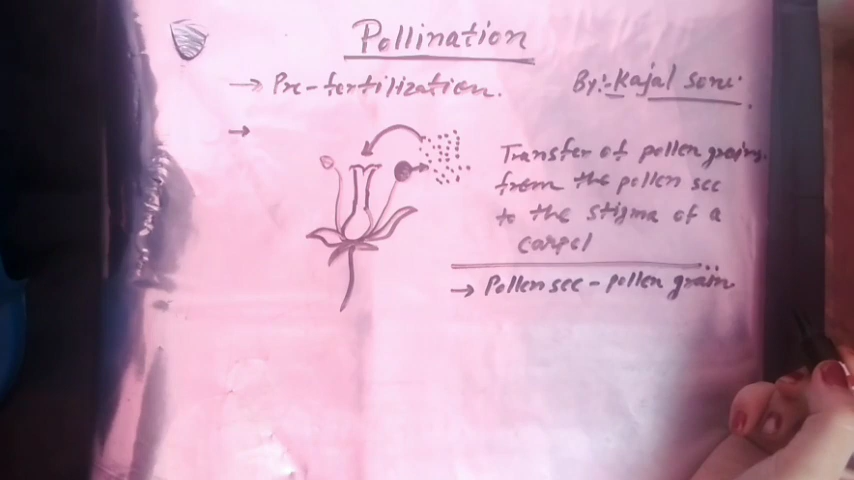 Pollination
→ Pre-fertilization.
By:- Kajal soni.
→
Transfer of pollen grains
from the pollen sec
to the stigma of a
carpel
→ Pollen sec - pollen grain